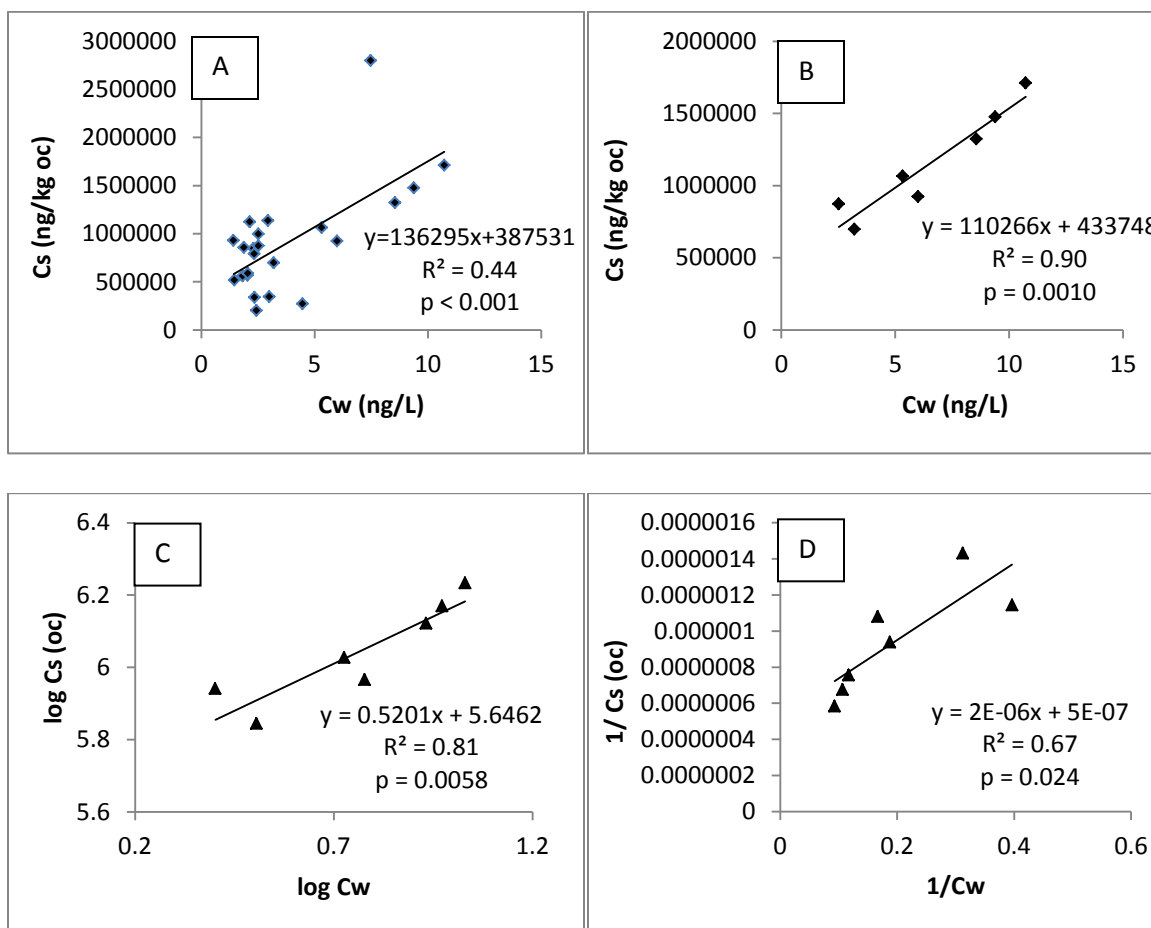 A
Cs (ng/kg oc)
3000000
2500000
2000000
1500000
1000000
500000
0
y=136295x+387531
R² = 0.44
p < 0.001
0 5 10 15
Cw (ng/L)
B
Cs (ng/kg oc)
2000000
1500000
1000000
500000
0
y = 110266x + 433748
R² = 0.90
p = 0.0010
0 5 10 15
Cw (ng/L)
C
log Cs (oc)
6.4
6.2
6
5.8
5.6
y = 0.5201x + 5.6462
R² = 0.81
p = 0.0058
0.2 0.7 1.2
log Cw
D
1/ Cs (oc)
0.0000016
0.0000014
0.0000012
0.000001
0.0000008
0.0000006
0.0000004
0.0000002
0
y = 2E-06x + 5E-07
R² = 0.67
p = 0.024
0 0.2 0.4 0.6
1/Cw